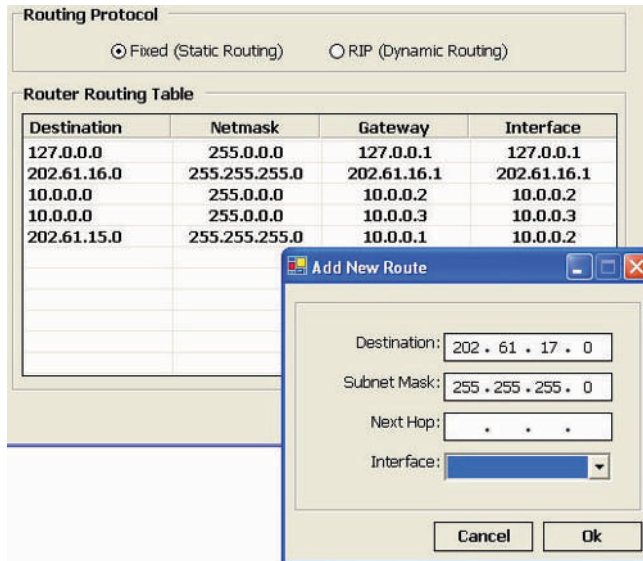 Routing Protocol
Fixed (Static Routing) RIP (Dynamic Routing)
Router Routing Table
Destination Netmask Gateway Interface
127.0.0.0 255.0.0.0 127.0.0.1 127.0.0.1
202.61.16.0 255.255.255.0 202.61.16.1 202.61.16.1
10.0.0.0 255.0.0.0 10.0.0.2 10.0.0.2
10.0.0.0 255.0.0.0 10.0.0.3 10.0.0.3
202.61.15.0 255.255.255.0 10.0.0.1 10.0.0.2
Add New Route
Destination: 202 . 61 . 17 . 0
Subnet Mask: 255 . 255 . 255 . 0
Next Hop: . . .
Interface:
Cancel Ok